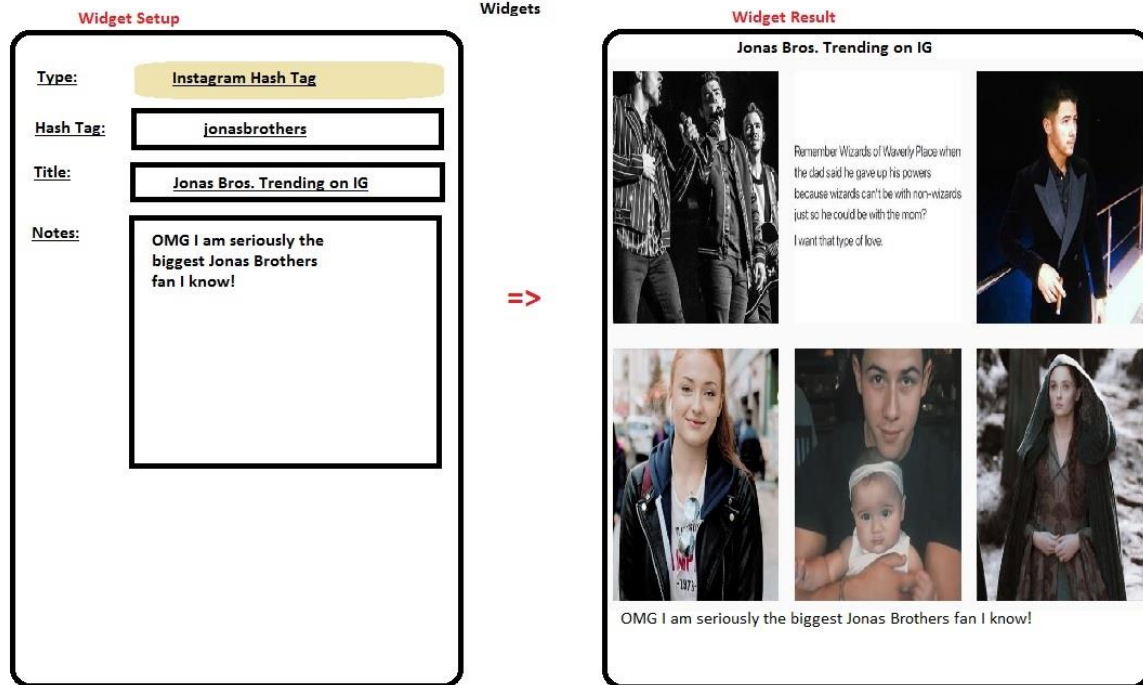 Widgets
Widget Setup
Type:
Instagram Hash Tag
Hash Tag:
jonasbrothers
Title:
Jonas Bros. Trending on IG
Notes:
OMG I am seriously the
biggest Jonas Brothers
fan I know!
=>
Widget Result
Jonas Bros. Trending on IG
Remember Wizards of Waverly Place when
the dad said he gave up his powers
because wizards can't be with non-wizards
just so he could be with the mom?
I want that type of love.
-1973-
OMG I am seriously the biggest Jonas Brothers fan I know!